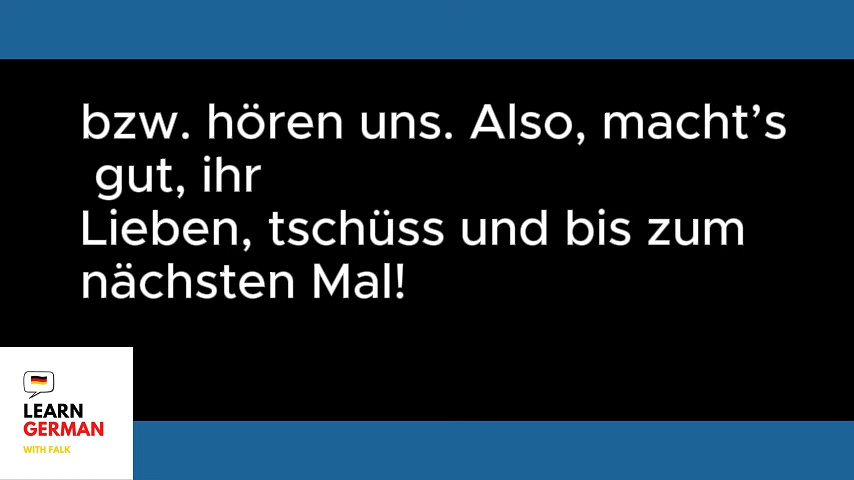 bzw. hören uns. Also, macht’s
gut, ihr
Lieben, tschüss und bis zum
nächsten Mal!
LEARN
GERMAN
WITH FALK